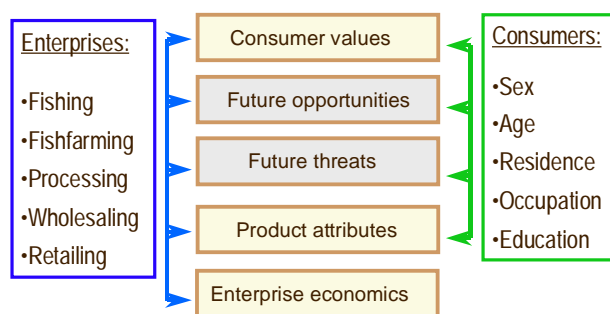 Enterprises:
•Fishing
•Fishfarming
•Processing
•Wholesaling
•Retailing
Consumer values
Future opportunities
Future threats
Product attributes
Enterprise economics
Consumers:
•Sex
•Age
•Residence
•Occupation
•Education